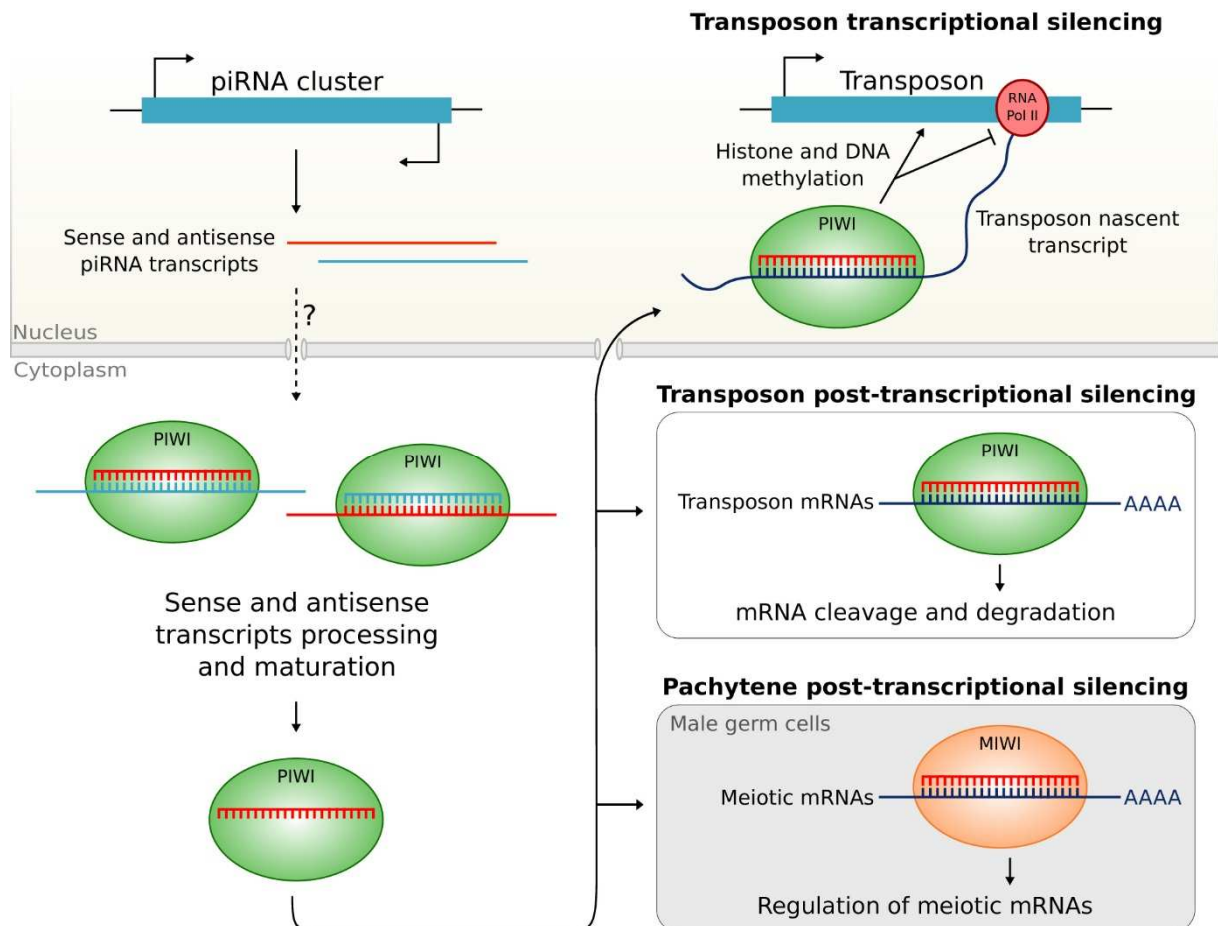 Transposon transcriptional silencing
piRNA cluster
Transposon
RNA
Pol II
Histone and DNA
methylation
PIWI
Transposon nascent
transcript
Sense and antisense
piRNA transcripts
?
Nucleus
Cytoplasm
PIWI
PIWI
Sense and antisense
transcripts processing
and maturation
PIWI
Transposon post-transcriptional silencing
PIWI
Transposon mRNAs
AAAA
mRNA cleavage and degradation
Pachytene post-transcriptional silencing
Male germ cells
MIWI
Meiotic mRNAs
AAAA
Regulation of meiotic mRNAs